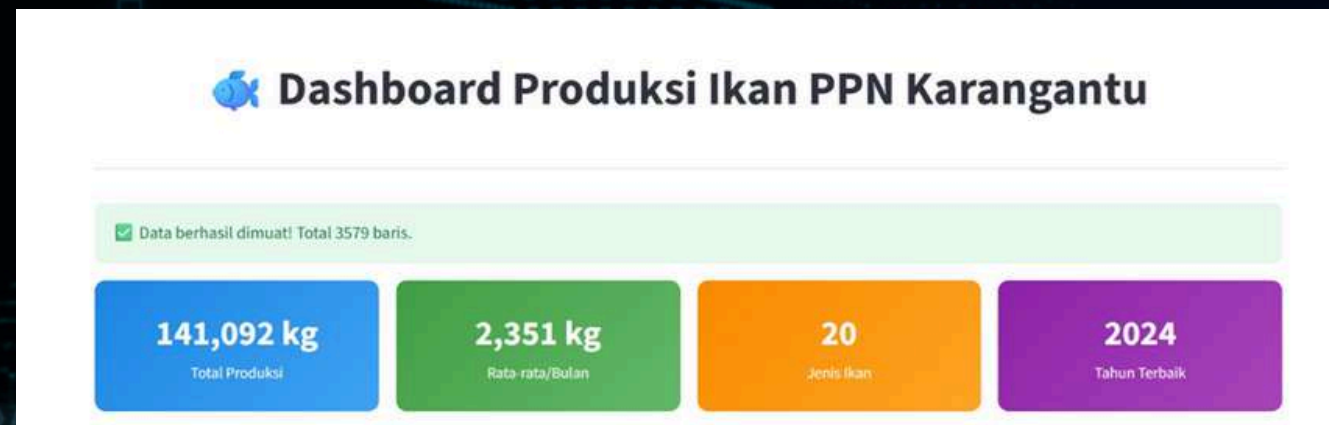 Dashboard Produksi Ikan PPN Karangantu
Data berhasil dimuat! Total 3579 baris.
141,092 kg
Total Produksi
2,351 kg
Rata-rata/Bulan
20
Jenis Ikan
2024
Tahun Terbaik